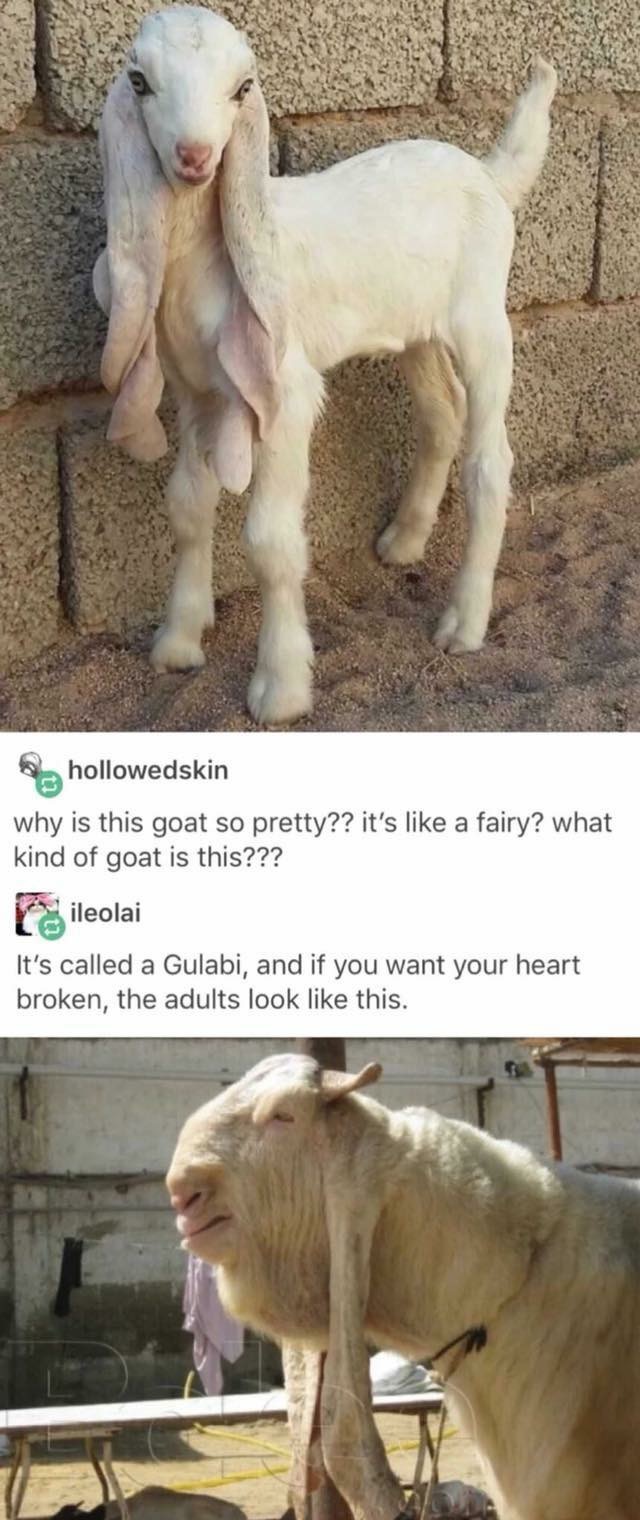 hollowedskin
why is this goat so pretty?? it's like a fairy? what
kind of goat is this???
ileolai
It's called a Gulabi, and if you want your heart
broken, the adults look like this.